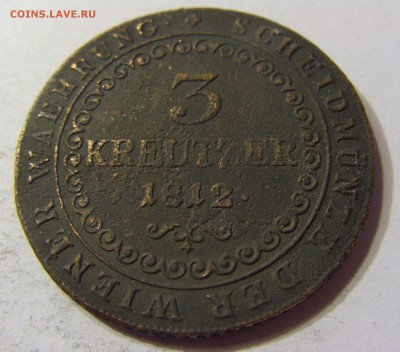 COINS.LAVE.RU
3
KREUTZER
1812.
SCHEIDMÜNZE DER WIENER WAEHRUNG.